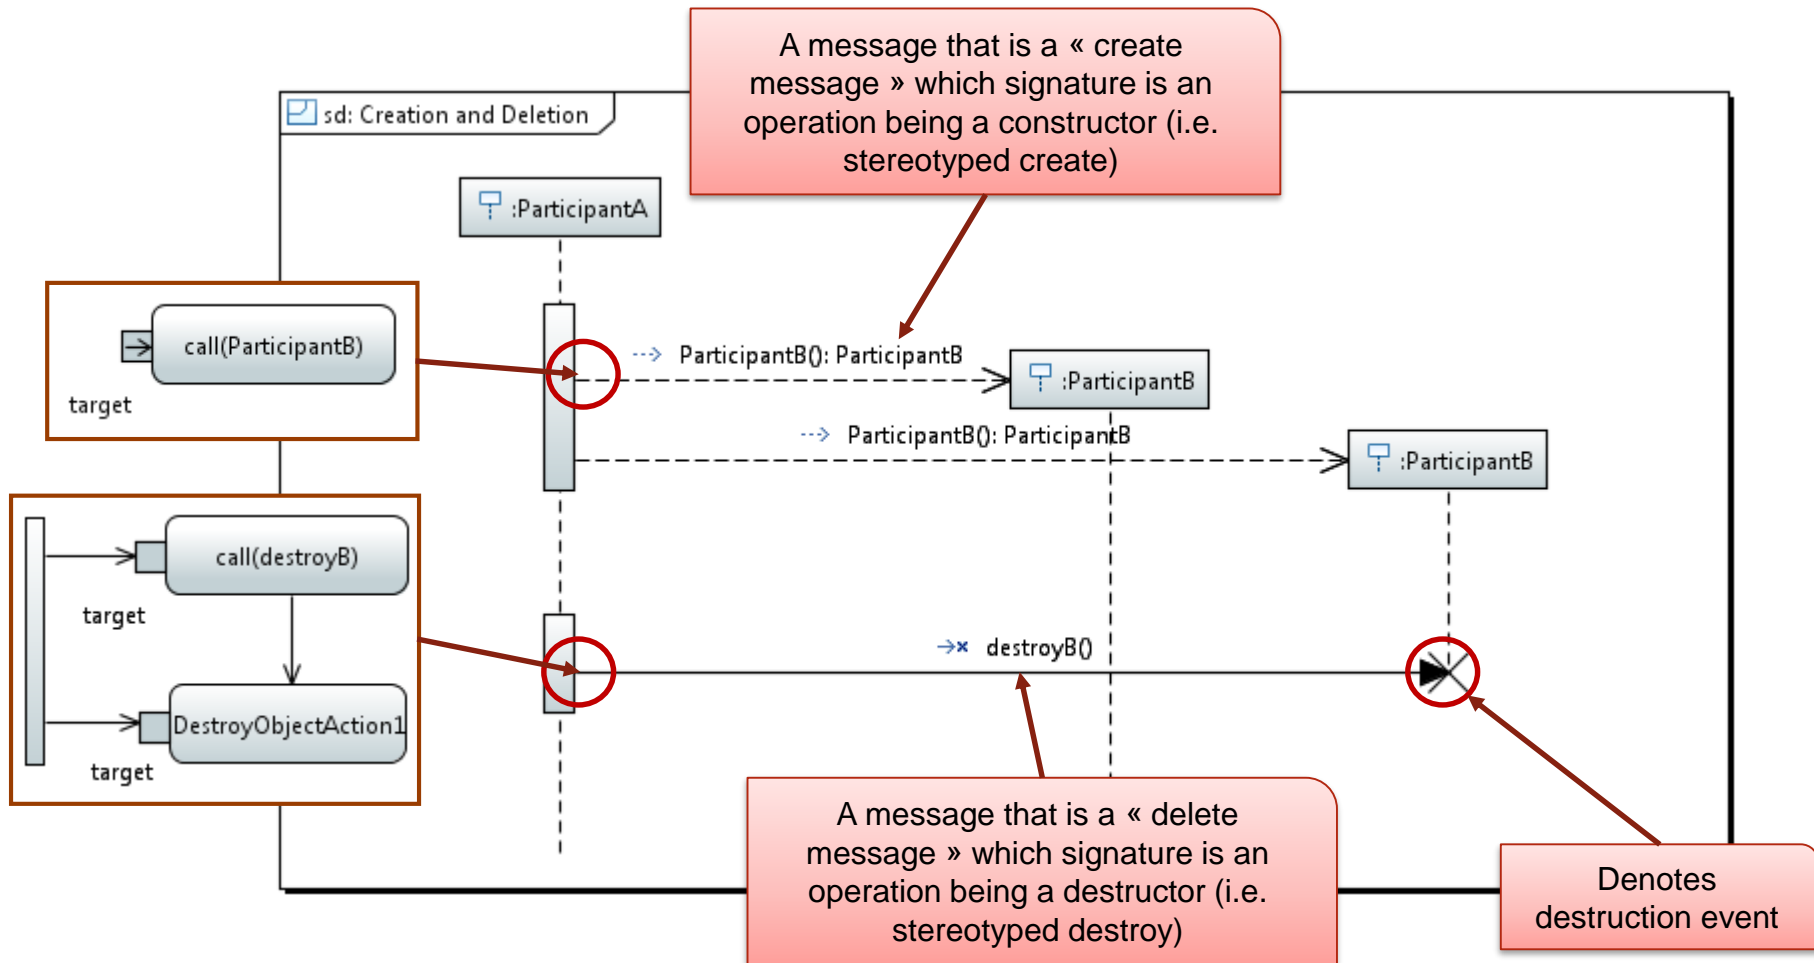 A message that is a « create
message » which signature is an
operation being a constructor (i.e.
stereotyped create)
sd: Creation and Deletion
:ParticipantA
call(ParticipantB)
target
ParticipantB(): ParticipantB
:ParticipantB
ParticipantB(): ParticipantB
:ParticipantB
call(destroyB)
target
destroyB()
DestroyObjectAction1
target
A message that is a « delete
message » which signature is an
operation being a destructor (i.e.
stereotyped destroy)
Denotes
destruction event